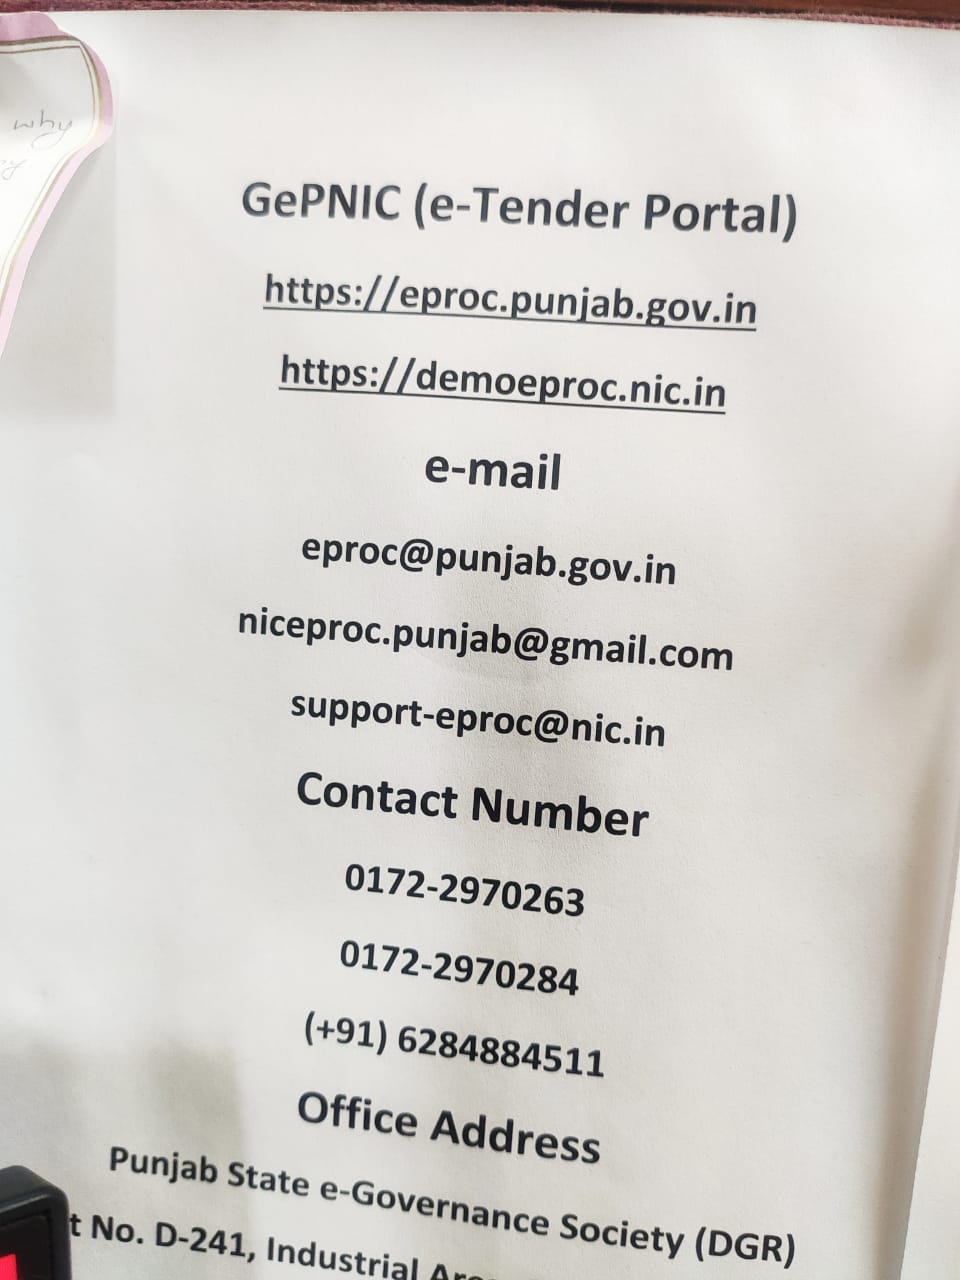 why
GePNIC (e-Tender Portal)
https://eproc.punjab.gov.in
https://demoeproc.nic.in
e-mail
eproc@punjab.gov.in
niceproc.punjab@gmail.com
support-eproc@nic.in
Contact Number
0172-2970263
0172-2970284
(+91) 6284884511
Office Address
Punjab State e-Governance Society (DGR)
No. D-241, Industrial